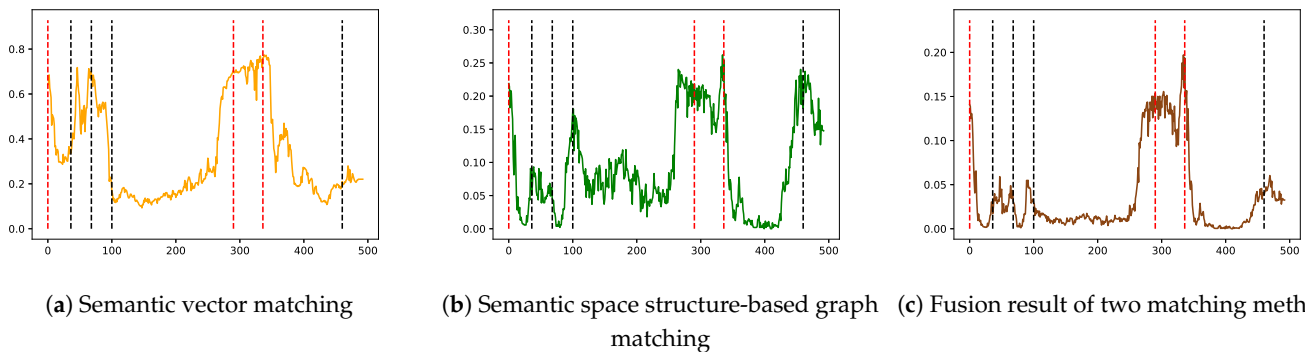 0.8
0.6
0.4
0.2
0.0
0 100 200 300 400 500
0.30
0.25
0.20
0.15
0.10
0.05
0.00
0 100 200 300 400 500
0.20
0.15
0.10
0.05
0.00
0 100 200 300 400 500
(a) Semantic vector matching
(b) Semantic space structure-based graph
matching
(c) Fusion result of two matching meth